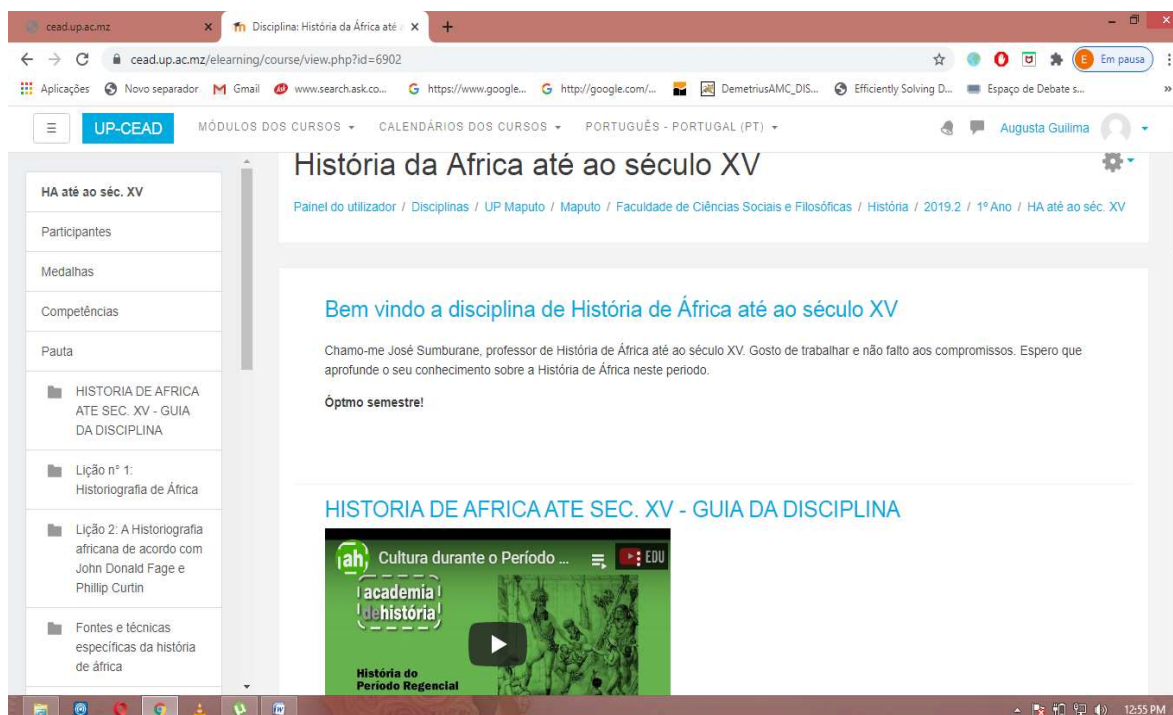 cead.up.ac.mz
Disciplina: História da África até a
cead.up.ac.mz/elearning/course/view.php?id=6902
E
Em pausa
Aplicações
Novo separador
Gmail
www.search.ask.co...
https://www.google...
http://google.com/...
DemetriusAMC_DIS...
Efficiently Solving D...
Espaço de Debate s...
UP-CEAD
MÓDULOS DOS CURSOS
CALENDÁRIOS DOS CURSOS
PORTUGUÊS - PORTUGAL (PT)
Augusta Guilima
HA até ao séc. XV
Participantes
Medalhas
Competências
Pauta
HISTORIA DE AFRICA
ATE SEC. XV - GUIA
DA DISCIPLINA
Lição n° 1:
Historiografia de África
Lição 2: A Historiografia
africana de acordo com
John Donald Fage e
Phillip Curtin
Fontes e técnicas
específicas da história
de áfrica
História da Africa até ao século XV
Painel do utilizador / Disciplinas / UP Maputo / Maputo / Faculdade de Ciências Sociais e Filosóficas / História / 2019.2 / 1º Ano / HA até ao séc. XV
Bem vindo a disciplina de História de África até ao século XV
Chamo-me José Sumburane, professor de História de África até ao século XV. Gosto de trabalhar e não falto aos compromissos. Espero que
aprofunde o seu conhecimento sobre a História de África neste periodo.
Óptmo semestre!
HISTORIA DE AFRICA ATE SEC. XV - GUIA DA DISCIPLINA
ah
Cultura durante o Período ...
EDU
academia
dehistória
História do
Período Regencial
12:55 PM